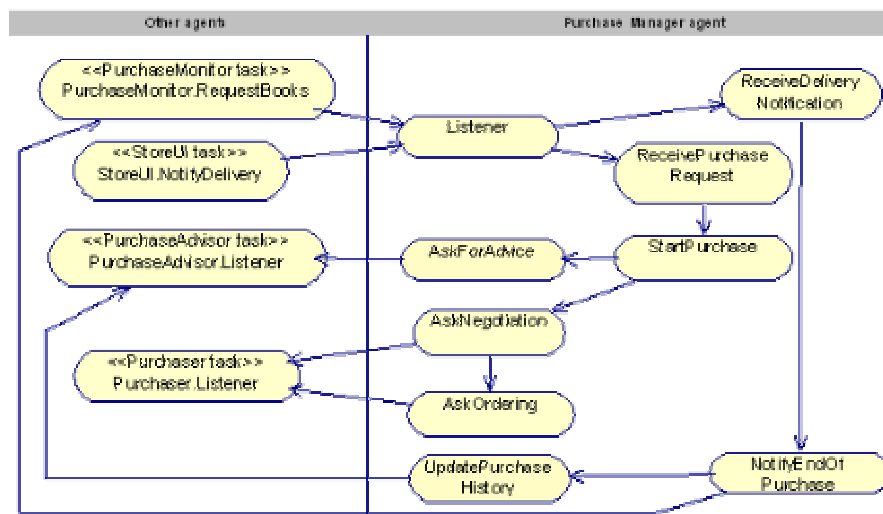 Other agents
Purchase Manager agent
<<PurchaseMonitor task>>
PurchaseMonitor.RequestBooks
ReceiveDelivery
Notification
Listener
<<StoreUI task>>
StoreUI.NotifyDelivery
ReceivePurchase
Request
<<PurchaseAdvisor task>>
PurchaseAdvisor.Listener
AskForAdvice
StartPurchase
AskNegotiation
<<Purchaser task>>
Purchaser.Listener
AskOrdering
UpdatePurchase
History
NotifyEndOf
Purchase